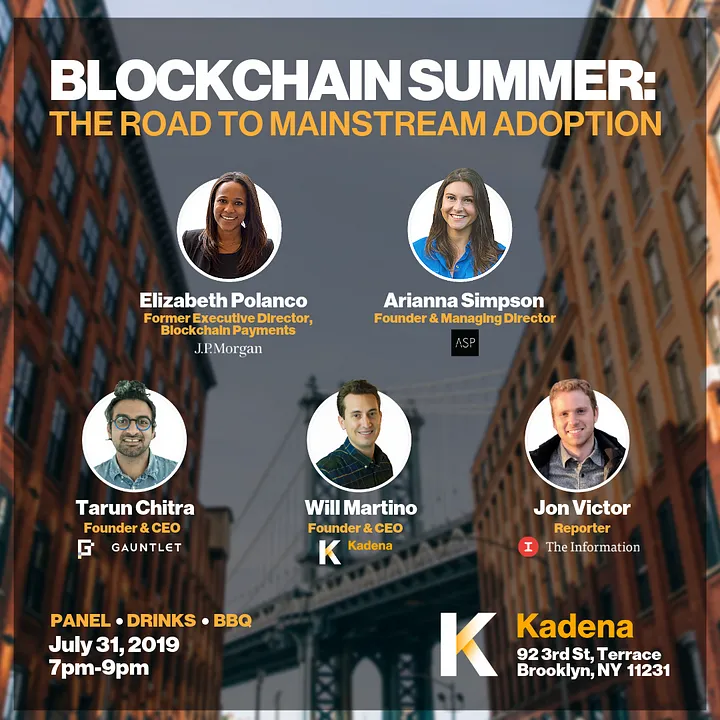 BLOCKCHAIN SUMMER:
THE ROAD TO MAINSTREAM ADOPTION
Elizabeth Polanco
Former Executive Director,
Blockchain Payments
J.P.Morgan
Arianna Simpson
Founder & Managing Director
ASP
Tarun Chitra
Founder & CEO
GAUNTLET
Will Martino
Founder & CEO
Kadena
Jon Victor
Reporter
I The Information
PANEL • DRINKS • BBQ
July 31, 2019
7pm-9pm
Kadena
92 3rd St, Terrace
Brooklyn, NY 11231